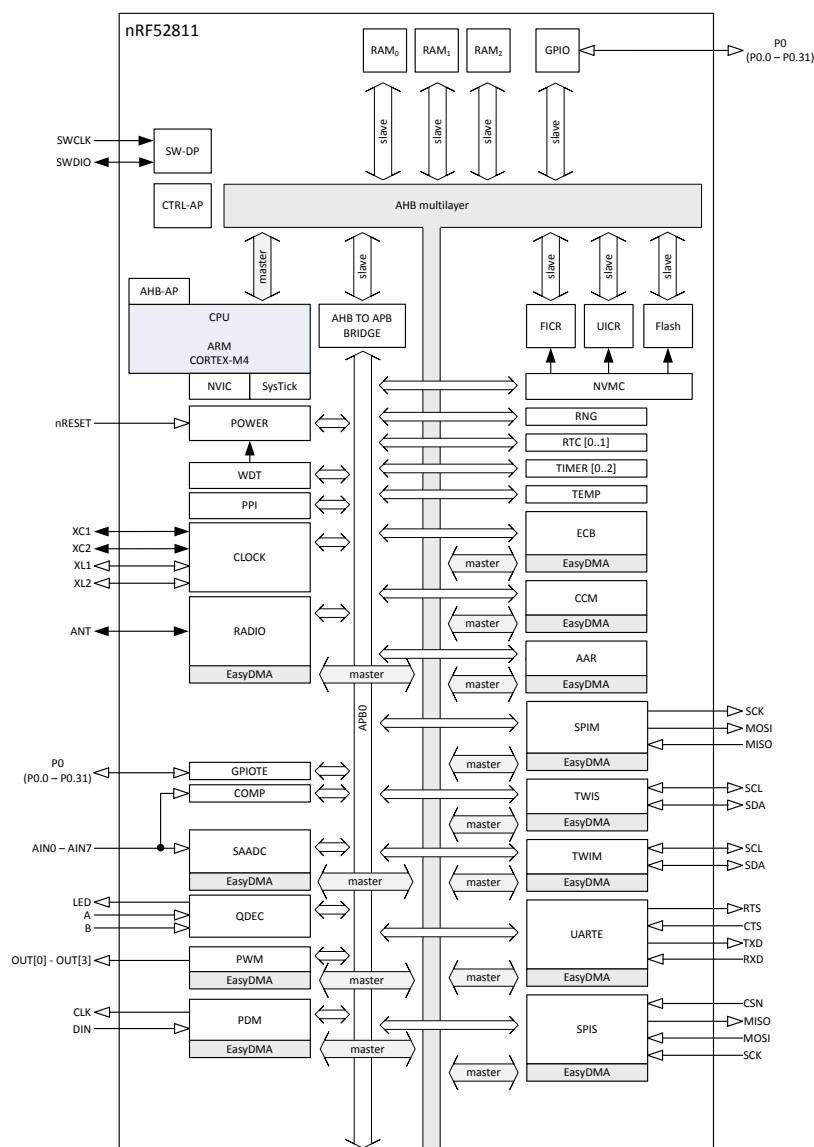 nRF52811
RAM0
RAM1
RAM2
GPIO
P0
(P0.0 – P0.31)
slave
slave
slave
slave
SWCLK
SWDIO
SW-DP
CTRL-AP
AHB multilayer
master
slave
slave
slave
slave
AHB-AP
CPU
ARM
CORTEX-M4
AHB TO APB
BRIDGE
FICR
UICR
Flash
NVIC
SysTick
NVMC
nRESET
POWER
RNG
RTC [0..1]
WDT
TIMER [0..2]
PPI
TEMP
XC1
XC2
XL1
XL2
CLOCK
ECB
master
EasyDMA
ANT
RADIO
CCM
master
EasyDMA
AAR
EasyDMA
master
master
EasyDMA
APB0
SPIM
SCK
MOSI
MISO
master
EasyDMA
P0
(P0.0 – P0.31)
GPIOTE
COMP
TWIS
SCL
SDA
master
EasyDMA
AIN0 – AIN7
SAADC
EasyDMA
master
TWIM
SCL
SDA
master
EasyDMA
LED
A
B
QDEC
UARTE
RTS
CTS
TXD
RXD
master
EasyDMA
OUT[0] - OUT[3]
PWM
EasyDMA
master
CLK
DIN
PDM
EasyDMA
master
SPIS
CSN
MISO
MOSI
SCK
master
EasyDMA